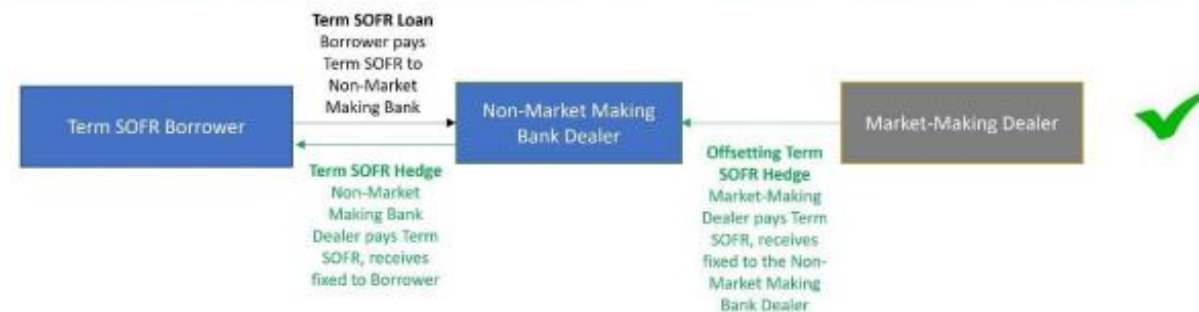 Term SOFR Loan
Borrower pays
Term SOFR to
Non-Market
Making Bank
Term SOFR Borrower
Non-Market Making
Bank Dealer
Market-Making Dealer
Term SOFR Hedge
Non-Market
Making Bank
Dealer pays Term
SOFR, receives
fixed to Borrower
Offsetting Term
SOFR Hedge
Market-Making
Dealer pays Term
SOFR, receives
fixed to the Non-
Market Making
Bank Dealer